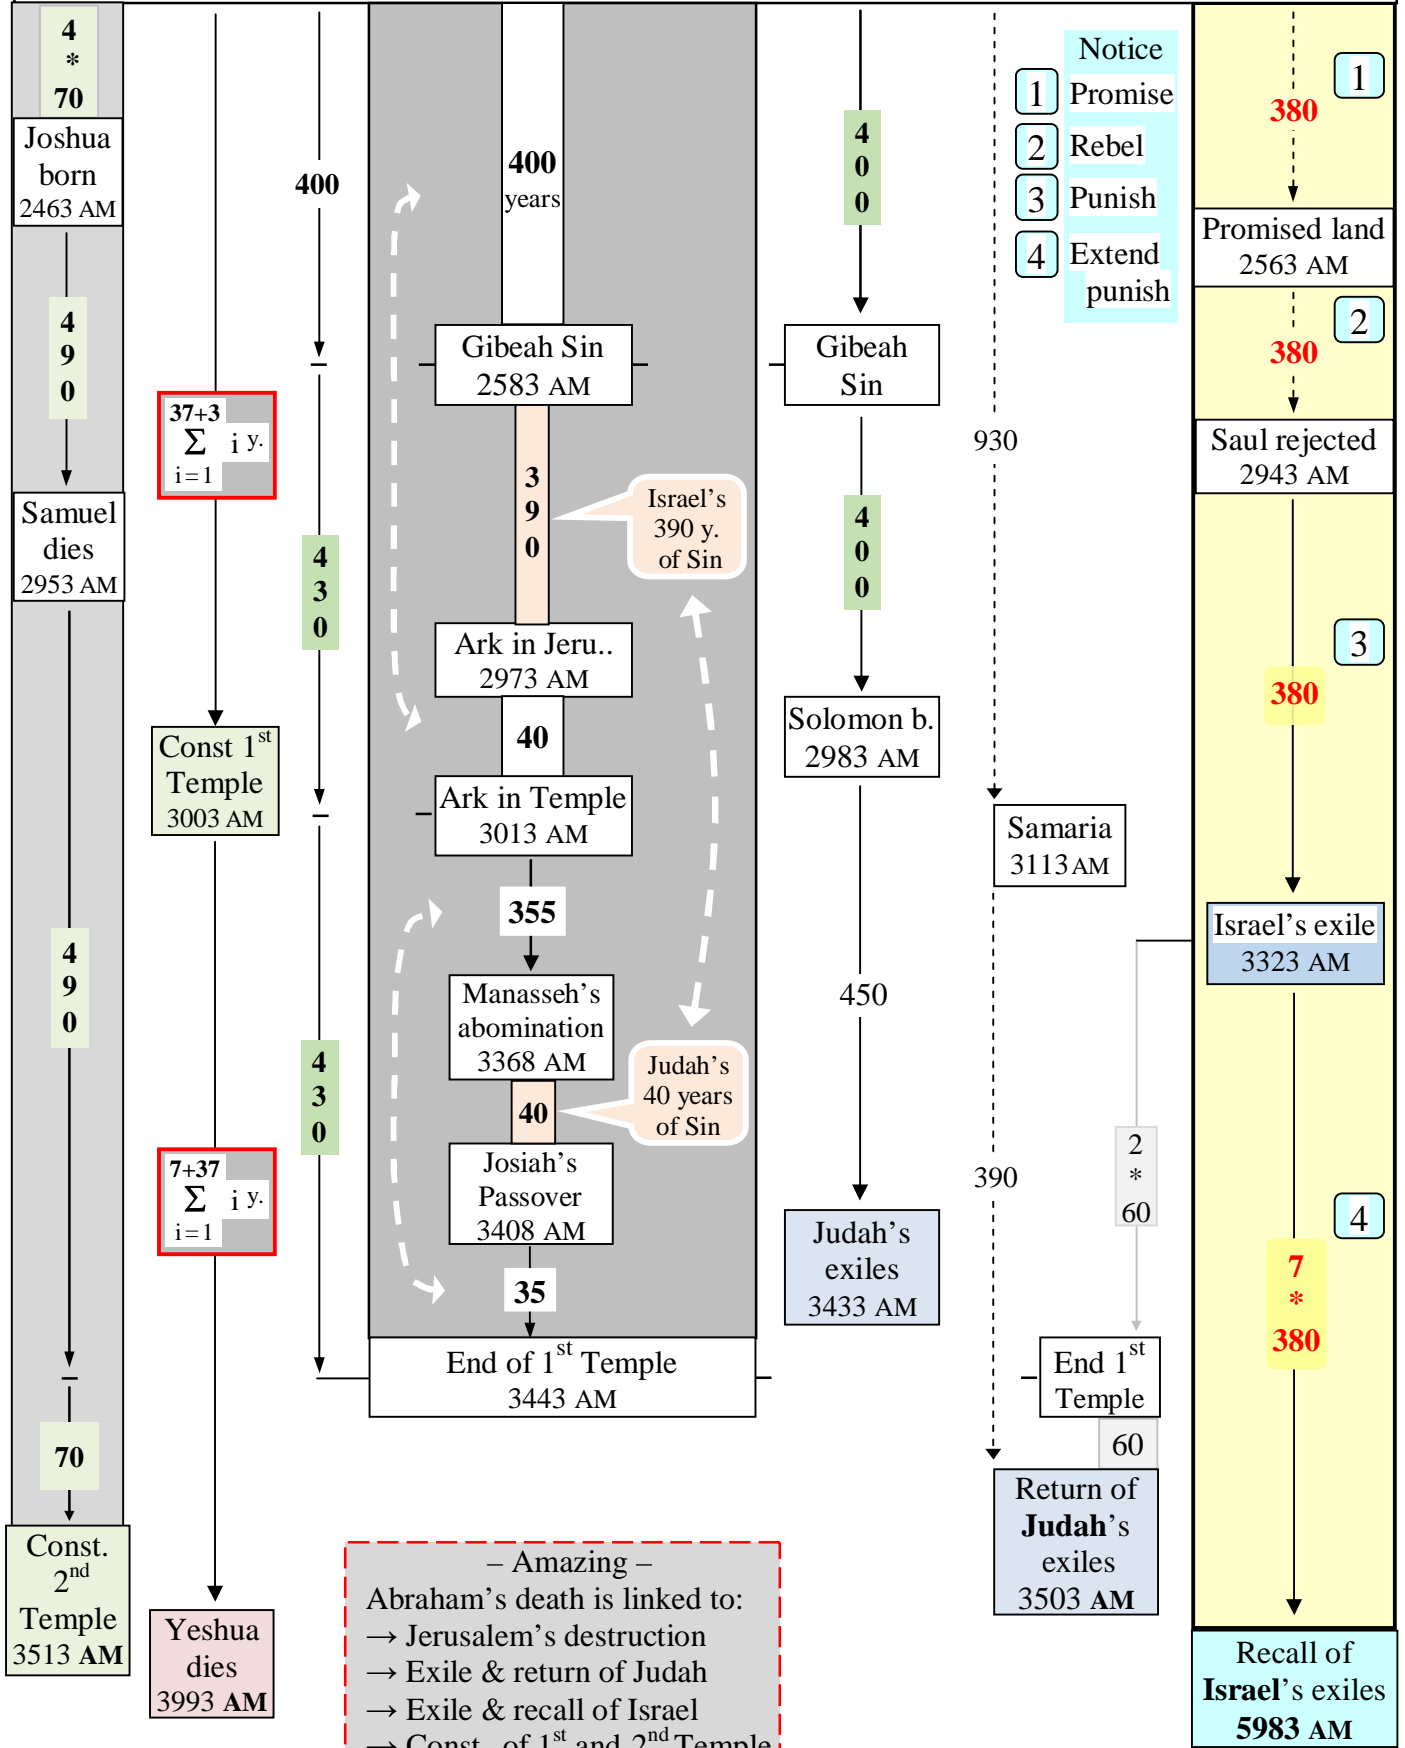 4
*
70
Joshua
born
2463 AM
4
9
0
Samuel
dies
2953 AM
4
9
0
70
Const.
2nd
Temple
3513 AM
37+3
Σ i y.
i=1
Const 1st
Temple
3003 AM
7+37
Σ i y.
i=1
Yeshua
dies
3993 AM
400
4
3
0
4
3
0
400
years
Gibeah Sin
2583 AM
3
9
0
Israel’s
390 y.
of Sin
Ark in Jeru..
2973 AM
40
Ark in Temple
3013 AM
355
Manasseh’s
abomination
3368 AM
40
Judah’s
40 years
of Sin
Josiah’s
Passover
3408 AM
35
End of 1st Temple
3443 AM
– Amazing –
Abraham’s death is linked to:
→ Jerusalem’s destruction
→ Exile & return of Judah
→ Exile & recall of Israel
→ Const. of 1st and 2nd Temple
4
0
0
Gibeah
Sin
4
0
0
Solomon b.
2983 AM
450
Judah’s
exiles
3433 AM
Notice
1 Promise
2 Rebel
3 Punish
4 Extend
punish
930
Samaria
3113 AM
390
2
*
60
End 1st
Temple
60
Return of
Judah’s
exiles
3503 AM
1
380
Promised land
2563 AM
2
380
Saul rejected
2943 AM
3
380
Israel’s exile
3323 AM
4
7
*
380
Recall of
Israel’s exiles
5983 AM